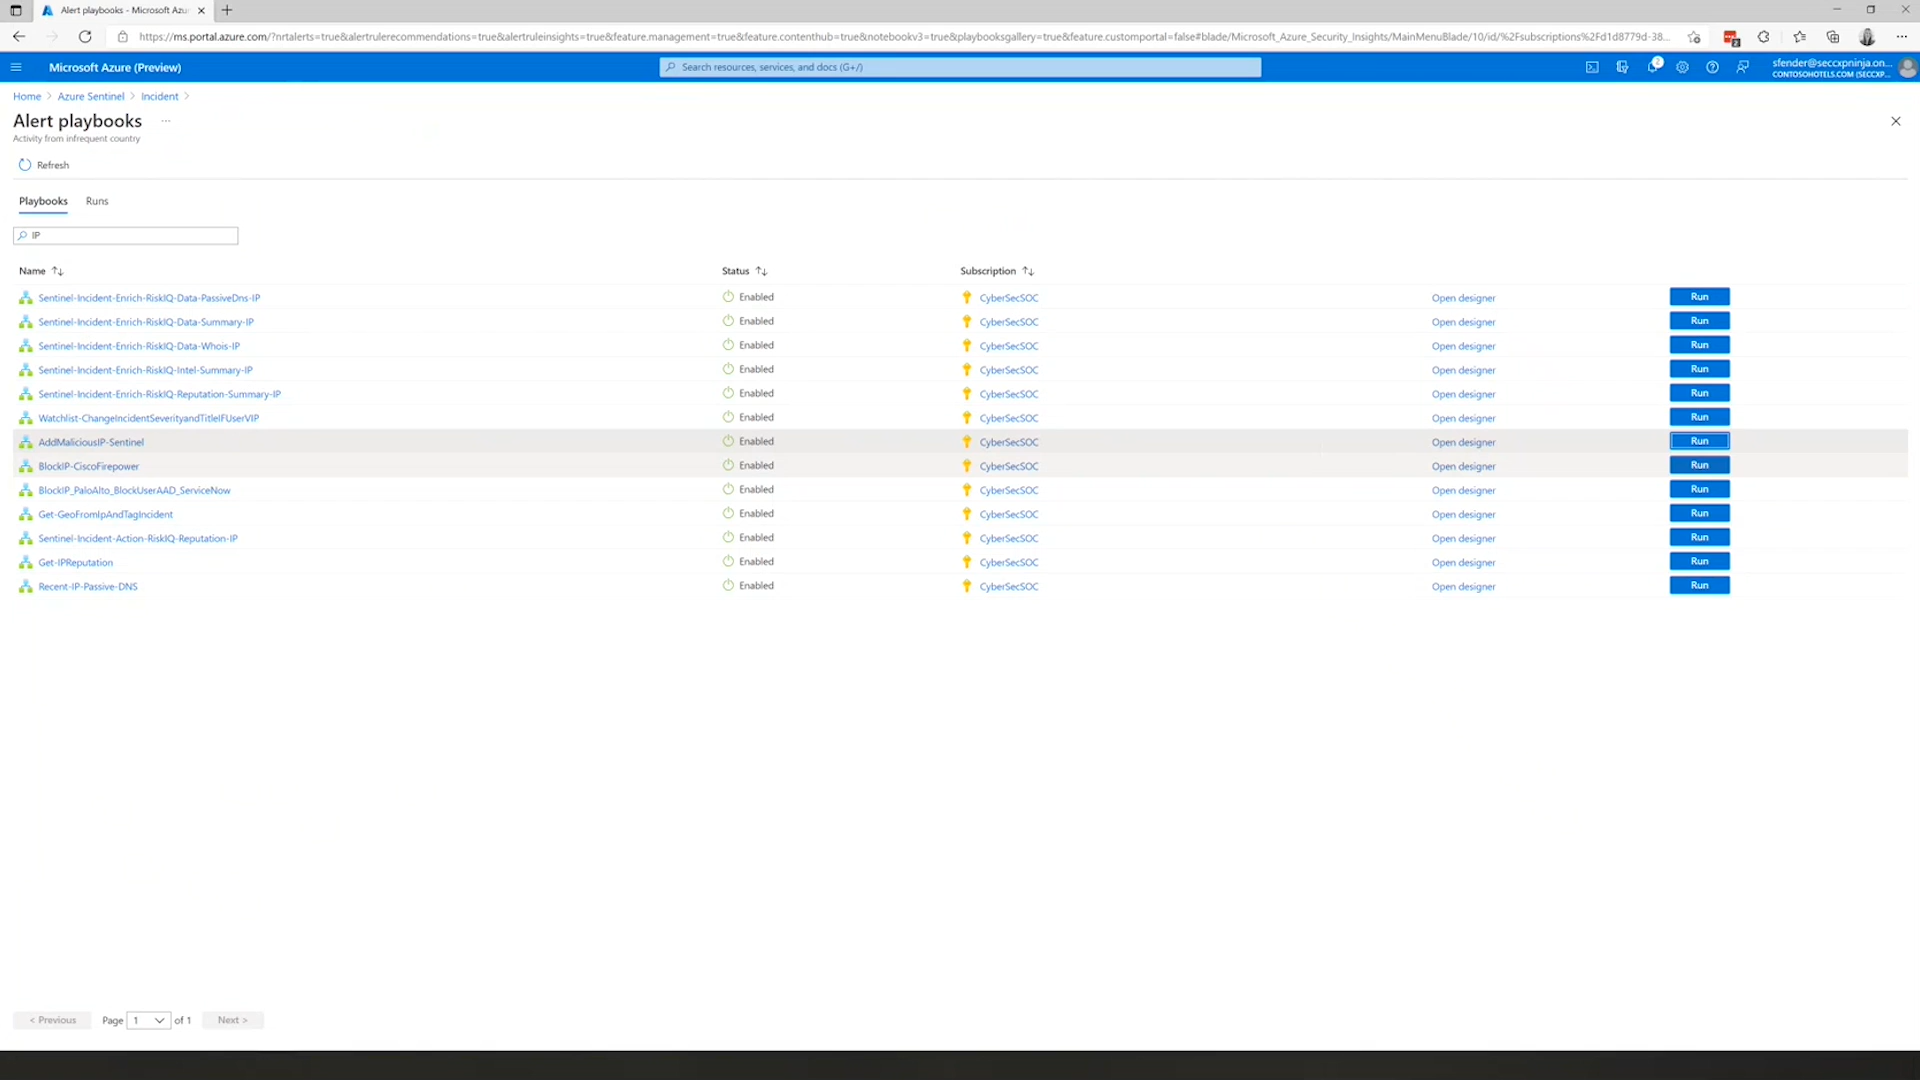 Alert playbooks - Microsoft Azu
https://ms.portal.azure.com/?nrtalerts=true&alertrulerecommendations=true&alertruleinsights=true&feature.management=true&feature.contenthub=true&notebookv3=true&playbooksgallery=true&feature.customportal=false#blade/Microsoft_Azure_Security_Insights/MainMenuBlade/10/id/%2Fsubscriptions%2Fd1d8779d-38...
2
Microsoft Azure (Preview)
Search resources, services, and docs (G+/)
2
sfender@seccxpninja.on...
CONTOSOHOTELS.COM (SECCXP...
Home > Azure Sentinel > Incident >
Alert playbooks ...
Activity from infrequent country
Refresh
Playbooks Runs
IP
Name Status Subscription
Sentinel-Incident-Enrich-RiskIQ-Data-PassiveDns-IP Enabled CyberSecSOC Open designer Run
Sentinel-Incident-Enrich-RiskIQ-Data-Summary-IP Enabled CyberSecSOC Open designer Run
Sentinel-Incident-Enrich-RiskIQ-Data-Whois-IP Enabled CyberSecSOC Open designer Run
Sentinel-Incident-Enrich-RiskIQ-Intel-Summary-IP Enabled CyberSecSOC Open designer Run
Sentinel-Incident-Enrich-RiskIQ-Reputation-Summary-IP Enabled CyberSecSOC Open designer Run
Watchlist-ChangeIncidentSeverityandTitleIFUserVIP Enabled CyberSecSOC Open designer Run
AddMaliciousIP-Sentinel Enabled CyberSecSOC Open designer Run
BlockIP-CiscoFirepower Enabled CyberSecSOC Open designer Run
BlockIP_PaloAlto_BlockUserAAD_ServiceNow Enabled CyberSecSOC Open designer Run
Get-GeoFromIpAndTagIncident Enabled CyberSecSOC Open designer Run
Sentinel-Incident-Action-RiskIQ-Reputation-IP Enabled CyberSecSOC Open designer Run
Get-IPReputation Enabled CyberSecSOC Open designer Run
Recent-IP-Passive-DNS Enabled CyberSecSOC Open designer Run
< Previous Page 1 of 1 Next >